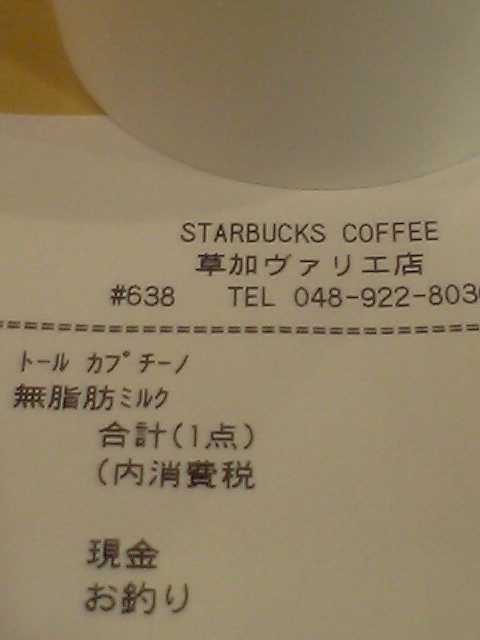 STARBUCKS COFFEE
草加ヴァリエ店
#638 TEL 048-922-803
=========================================
トール カプチーノ
無脂肪ミルク
合計(1点)
(内消費税
現金
お釣り